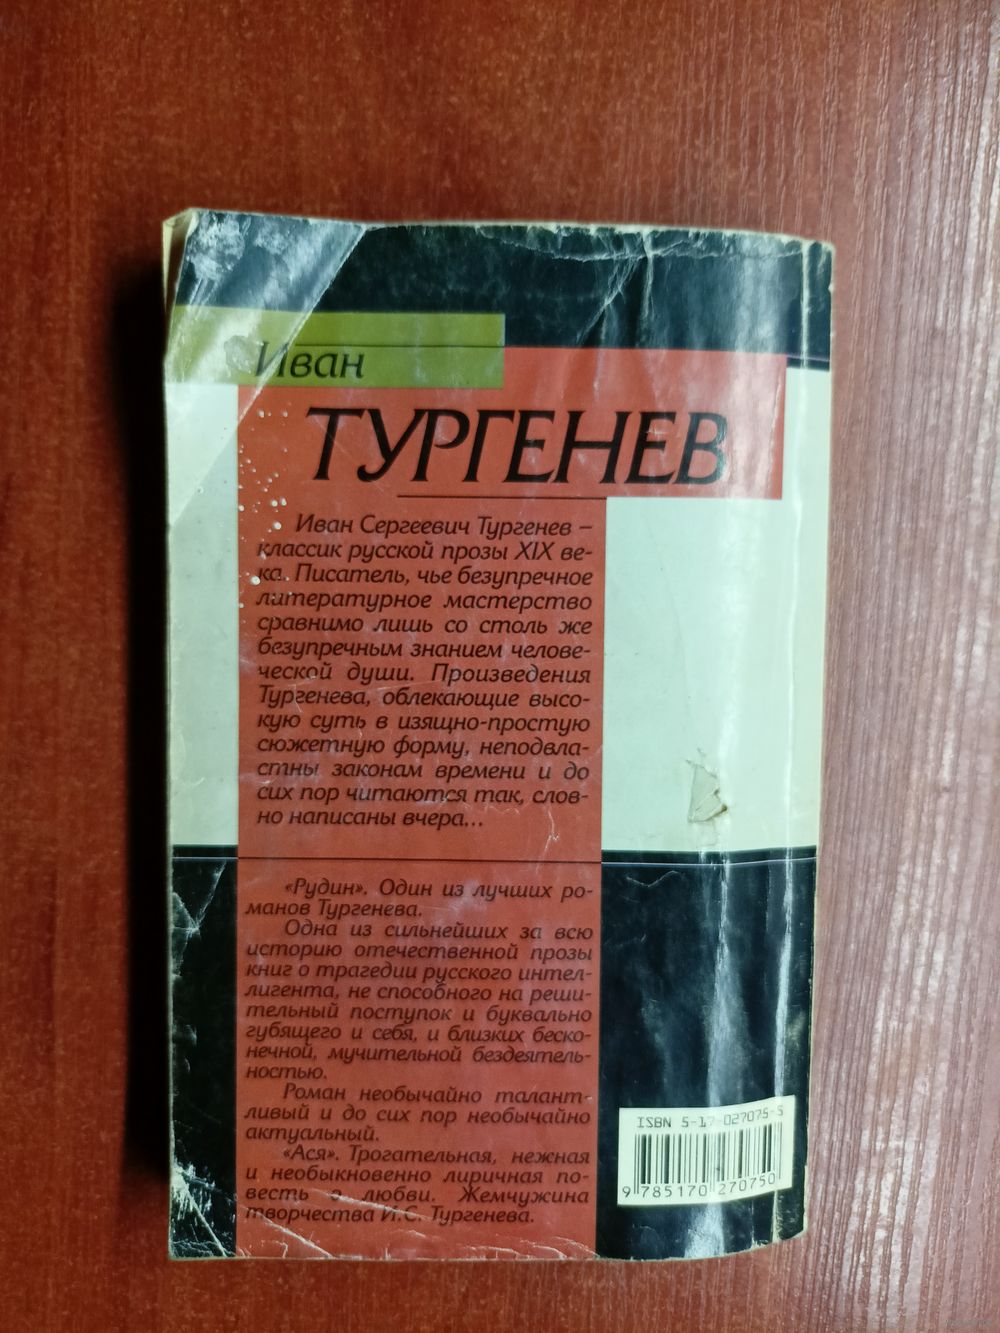 Иван
ТУРГЕНЕВ
Иван Сергеевич Тургенев –
классик русской прозы XIX ве-
ка. Писатель, чье безупречное
литературное мастерство
сравнимо лишь со столь же
безупречным знанием челове-
ческой души. Произведения
Тургенева, облекающие высо-
кую суть в изящно-простую
сюжетную форму, неподвла-
стны законам времени и до
сих пор читаются так, слов-
но написаны вчера...
«Рудин». Один из лучших ро-
манов Тургенева.
Одна из сильнейших за всю
историю отечественной прозы
книг о трагедии русского интел-
лигента, не способного на реши-
тельный поступок и буквально
губящего и себя, и близких беско-
нечной, мучительной бездеятель-
ностью.
Роман необычайно талант-
ливый и до сих пор необычайно
актуальный.
«Ася». Трогательная, нежная
и необыкновенно лиричная по-
весть о любви. Жемчужина
творчества И.С. Тургенева.
ISBN 5-17-027075-5
9 785170 270750